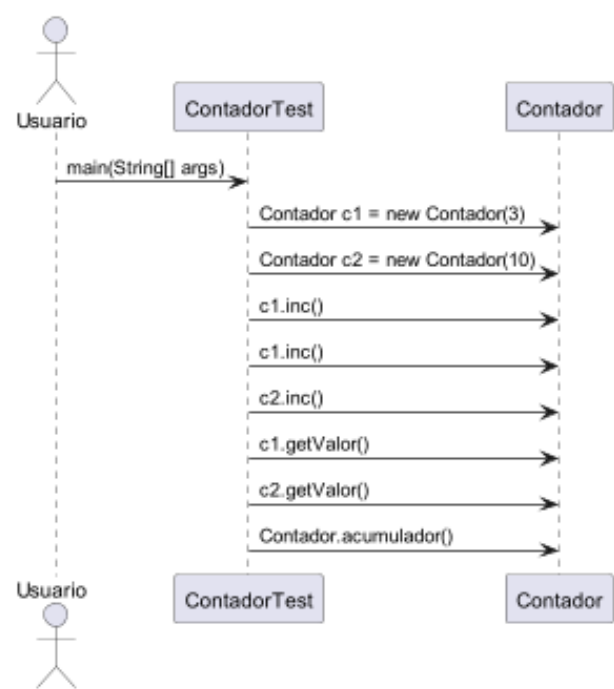 Usuario
ContadorTest
Contador
main(String[] args)
Contador c1 = new Contador(3)
Contador c2 = new Contador(10)
c1.inc()
c1.inc()
c2.inc()
c1.getValor()
c2.getValor()
Contador.acumulador()
Usuario
ContadorTest
Contador